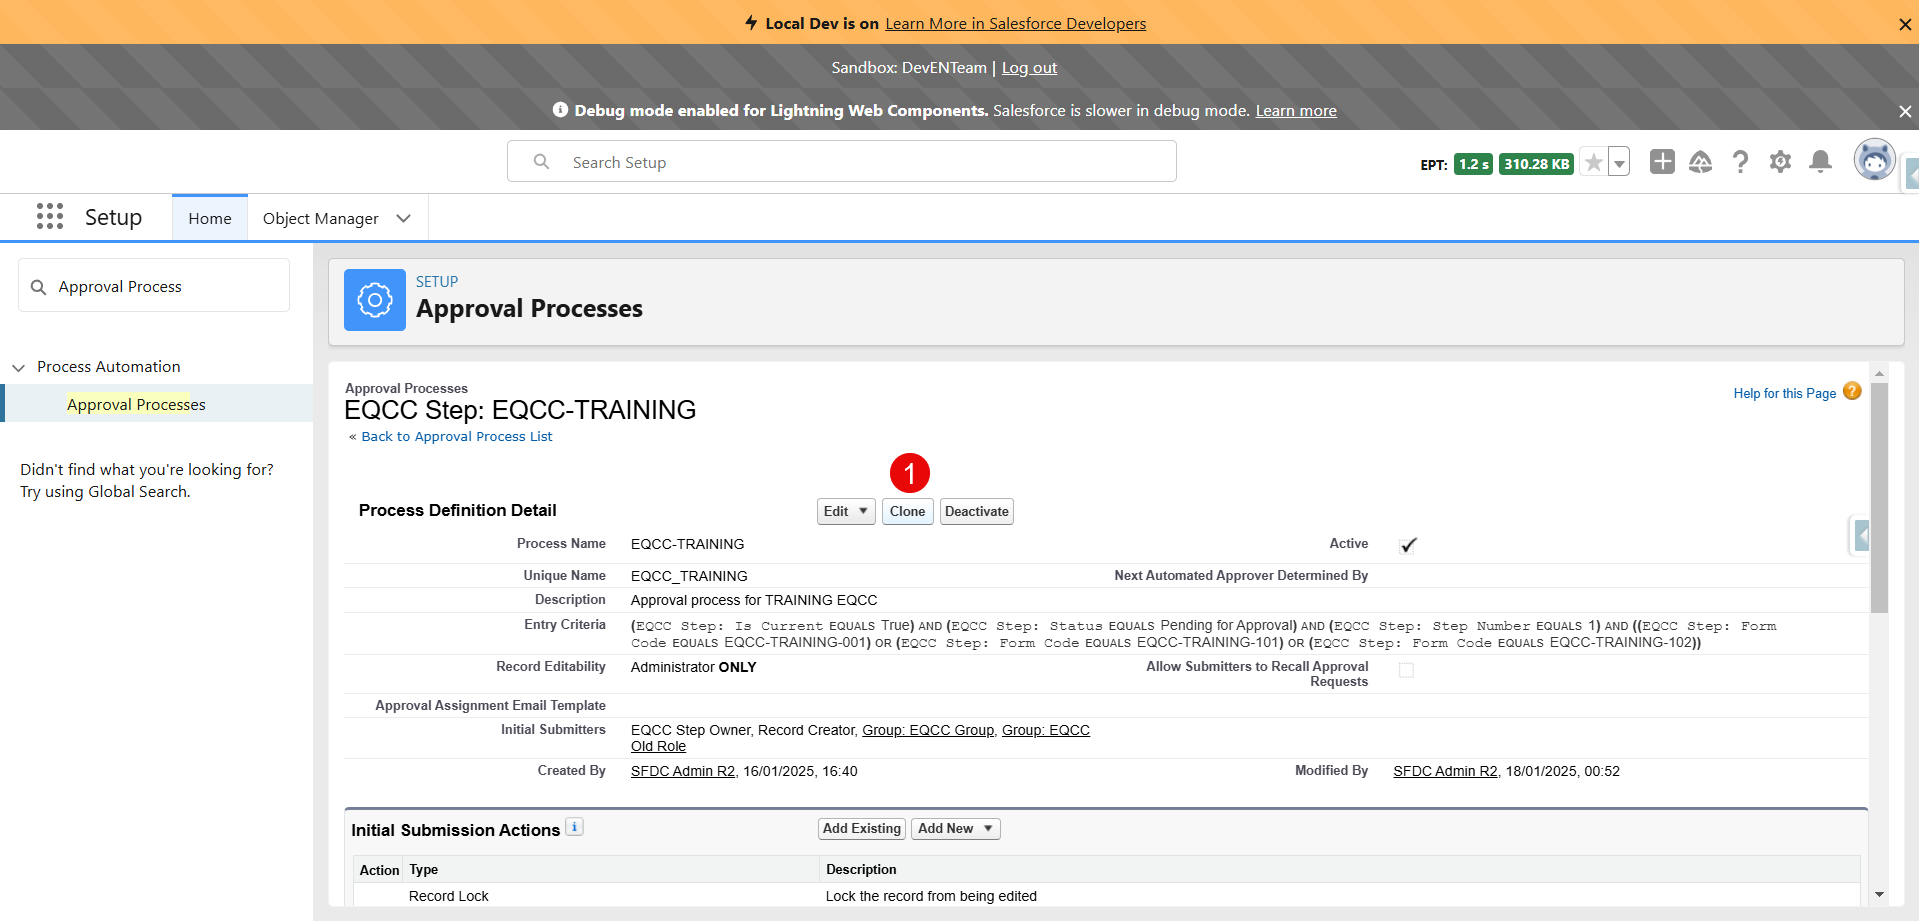 Local Dev is on Learn More in Salesforce Developers
Sandbox: DevENTeam | Log out
Debug mode enabled for Lightning Web Components. Salesforce is slower in debug mode. Learn more
Search Setup
EPT: 1.2 s 310.28 KB
Setup Home Object Manager
Approval Process
Process Automation
Approval Processes
Didn't find what you're looking for?
Try using Global Search.
SETUP
Approval Processes
Approval Processes
EQCC Step: EQCC-TRAINING
« Back to Approval Process List
Help for this Page ?
1
Process Definition Detail Edit Clone Deactivate
Process Name EQCC-TRAINING Active
Unique Name EQCC_TRAINING Next Automated Approver Determined By
Description Approval process for TRAINING EQCC
Entry Criteria (EQCC Step: Is Current EQUALS True) AND (EQCC Step: Status EQUALS Pending for Approval) AND (EQCC Step: Step Number EQUALS 1) AND ((EQCC Step: Form
Code EQUALS EQCC-TRAINING-001) OR (EQCC Step: Form Code EQUALS EQCC-TRAINING-101) OR (EQCC Step: Form Code EQUALS EQCC-TRAINING-102))
Record Editability Administrator ONLY Allow Submitters to Recall Approval
Requests
Approval Assignment Email Template
Initial Submitters EQCC Step Owner, Record Creator, Group: EQCC Group, Group: EQCC
Old Role
Created By SFDC Admin R2, 16/01/2025, 16:40 Modified By SFDC Admin R2, 18/01/2025, 00:52
Initial Submission Actions i Add Existing Add New
Action Type Description
Record Lock Lock the record from being edited